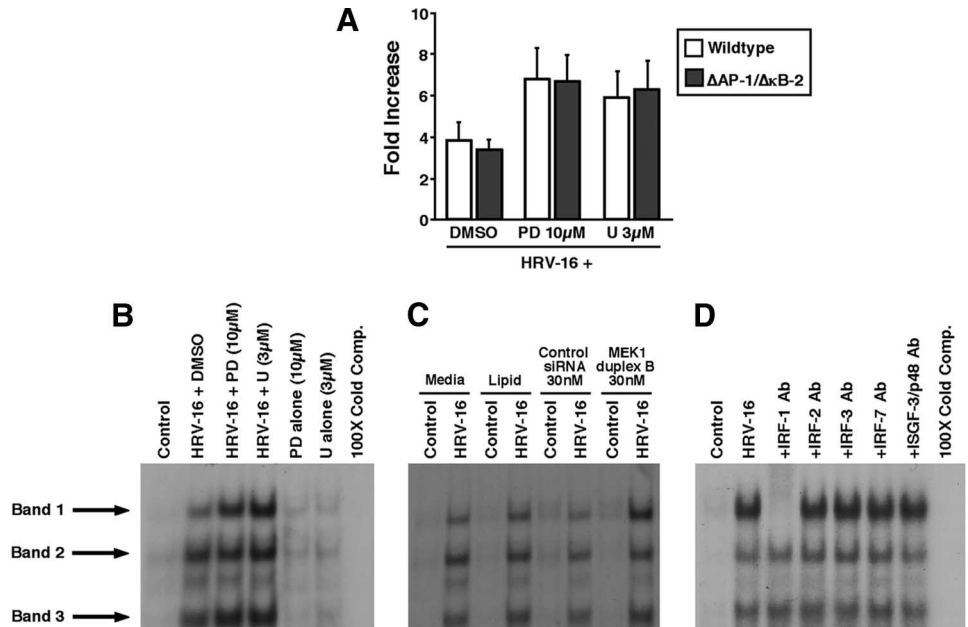 A
10
8
6
4
2
0
Fold Increase
Wildtype
ΔAP-1/ΔκB-2
DMSO
PD 10µM
U 3µM
HRV-16 +
B
Control
HRV-16 + DMSO
HRV-16 + PD (10µM)
HRV-16 + U (3µM)
PD alone (10µM)
U alone (3µM)
100X Cold Comp.
Band 1
Band 2
Band 3
C
Media
Lipid
Control
siRNA
30nM
MEK1
duplex B
30nM
Control
HRV-16
Control
HRV-16
Control
HRV-16
Control
HRV-16
D
Control
HRV-16
+IRF-1 Ab
+IRF-2 Ab
+IRF-3 Ab
+IRF-7 Ab
+ISGF-3/p48 Ab
100X Cold Comp.